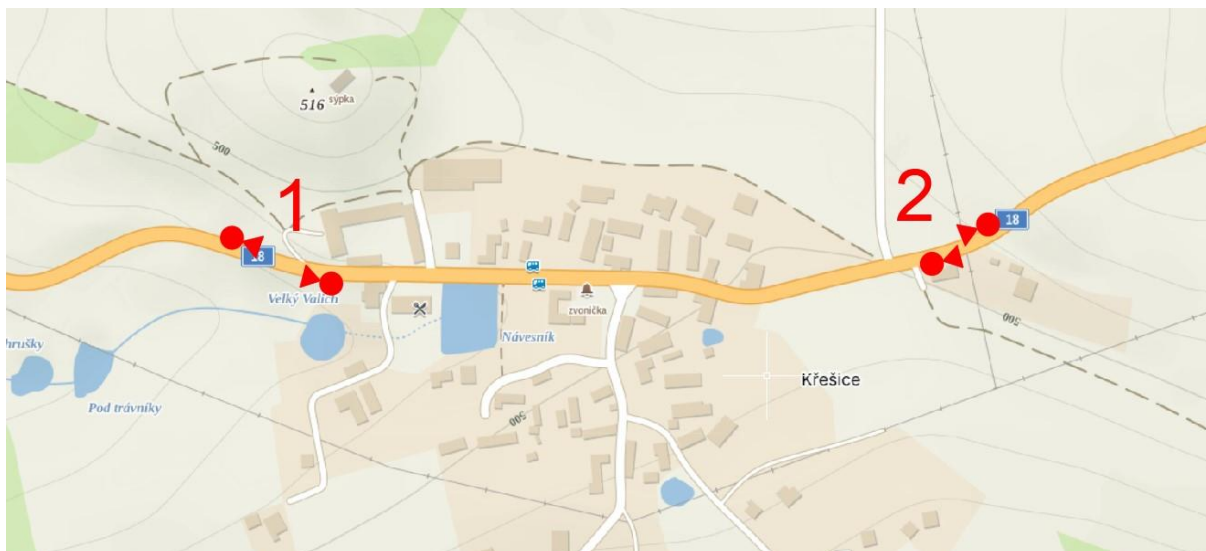 516
sýpka
500
1
2
18
18
Velký Valich
zvonička
Návesník
500
hrušky
Pod trávníky
Křešice
500